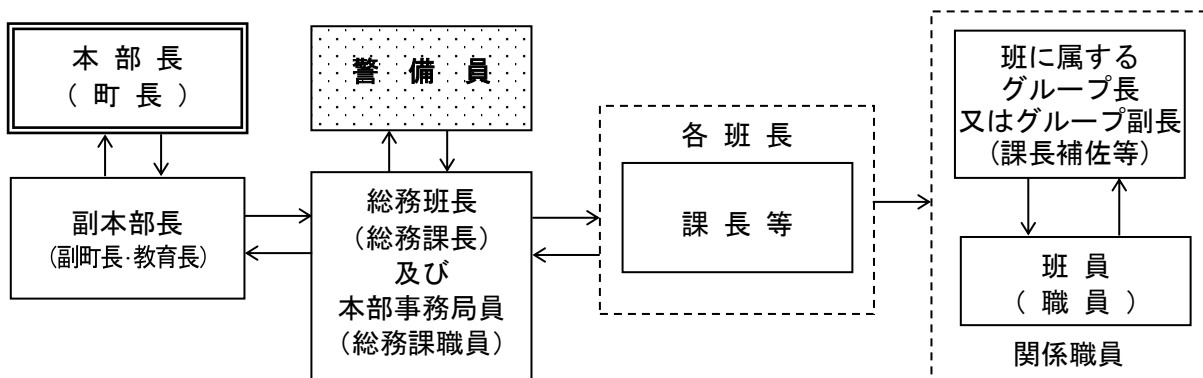 本 部 長
( 町 長 )
警 備 員
副本部長
(副町長・教育長)
総務班長
(総務課長)
及び
本部事務局員
(総務課職員)
各 班 長
課 長 等
班に属する
グループ長
又はグループ副長
(課長補佐等)
班 員
( 職 員 )
関係職員